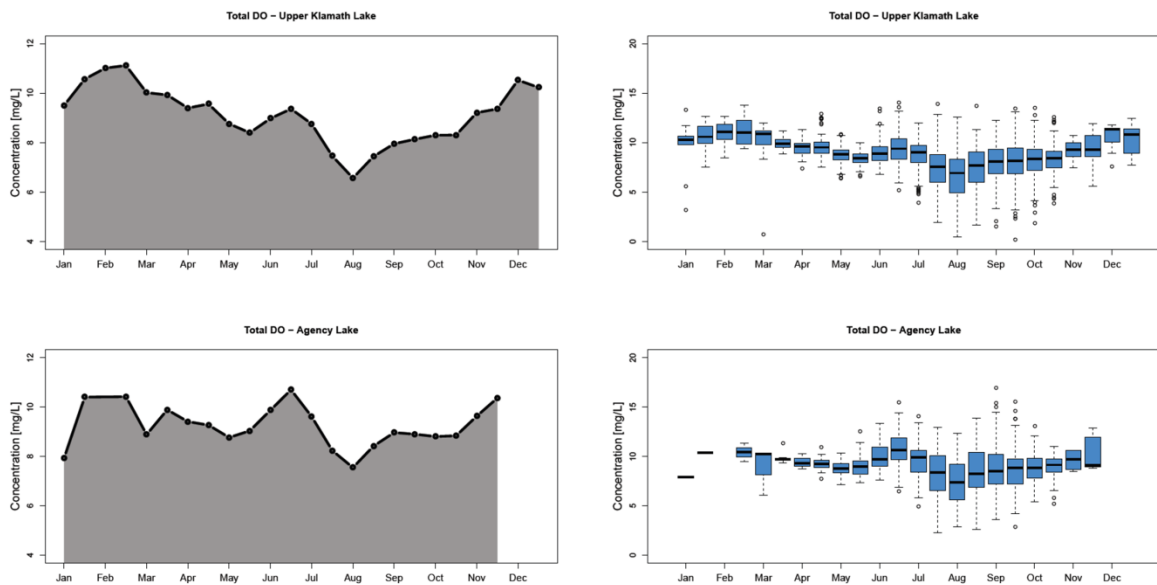 Total DO – Upper Klamath Lake
Concentration [mg/L]
12
10
8
6
4
Jan Feb Mar Apr May Jun Jul Aug Sep Oct Nov Dec
Total DO – Upper Klamath Lake
Concentration [mg/L]
20
15
10
5
0
Jan Feb Mar Apr May Jun Jul Aug Sep Oct Nov Dec
Total DO – Agency Lake
Concentration [mg/L]
12
10
8
6
4
Jan Feb Mar Apr May Jun Jul Aug Sep Oct Nov Dec
Total DO – Agency Lake
Concentration [mg/L]
20
15
10
5
0
Jan Feb Mar Apr May Jun Jul Aug Sep Oct Nov Dec